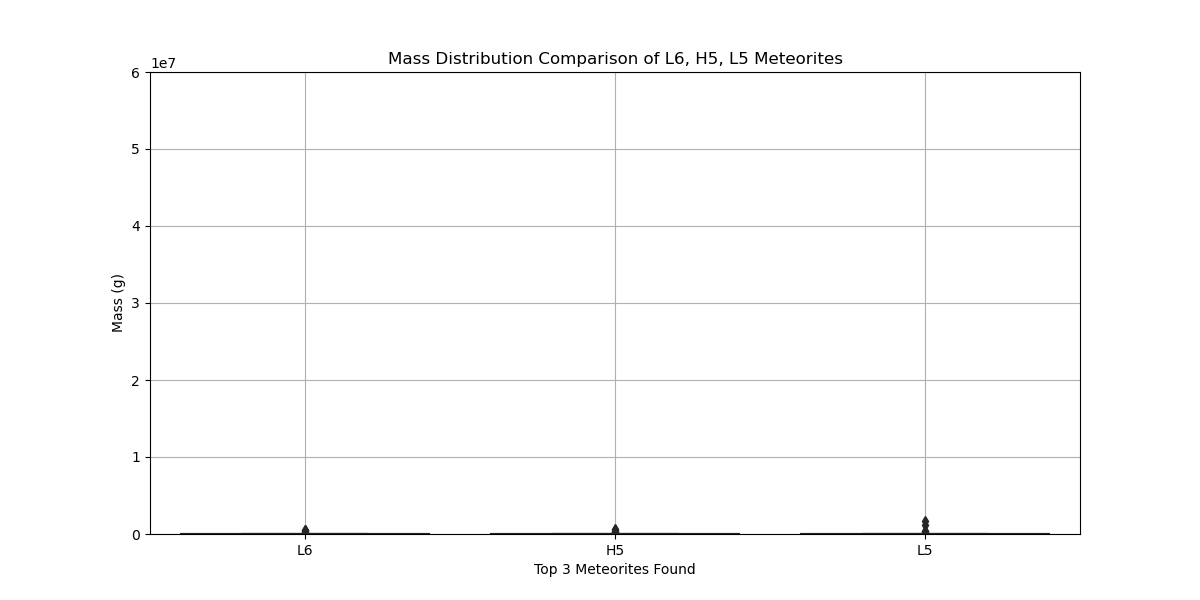 Mass Distribution Comparison of L6, H5, L5 Meteorites
1e7
6
5
4
3
2
1
0
Mass (g)
L6 H5 L5
Top 3 Meteorites Found